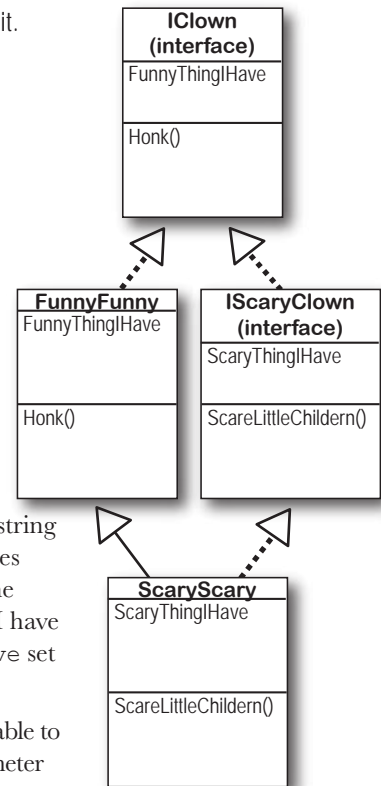 it.
IClown
(interface)
FunnyThingIHave
Honk()
FunnyFunny
FunnyThingIHave
Honk()
IScaryClown
(interface)
ScaryThingIHave
ScareLittleChildern()
string
es
ne
I have
ve set
able to
meter
ScaryScary
ScaryThingIHave
ScareLittleChildern()